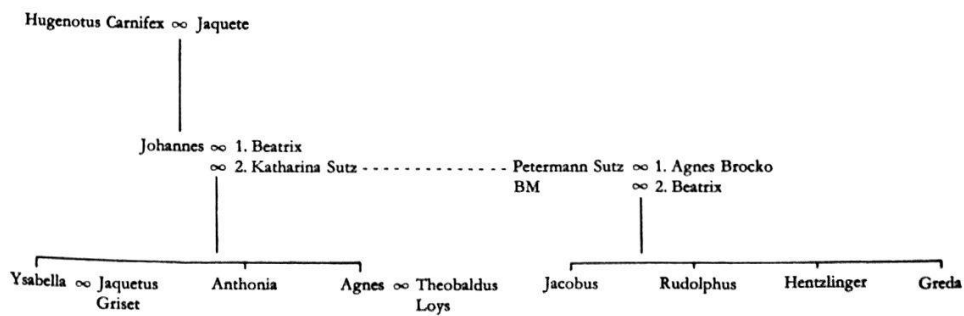 Hugenotus Carnifex ∞ Jaquete
Johannes ∞ 1. Beatrix
∞ 2. Katharina Sutz - - - - - - - - - - - - - Petermann Sutz ∞ 1. Agnes Brocko
BM ∞ 2. Beatrix
Ysabella ∞ Jaquetus Griset
Anthonia
Agnes ∞ Theobaldus Loys
Jacobus
Rudolphus
Hentzlinger
Greda